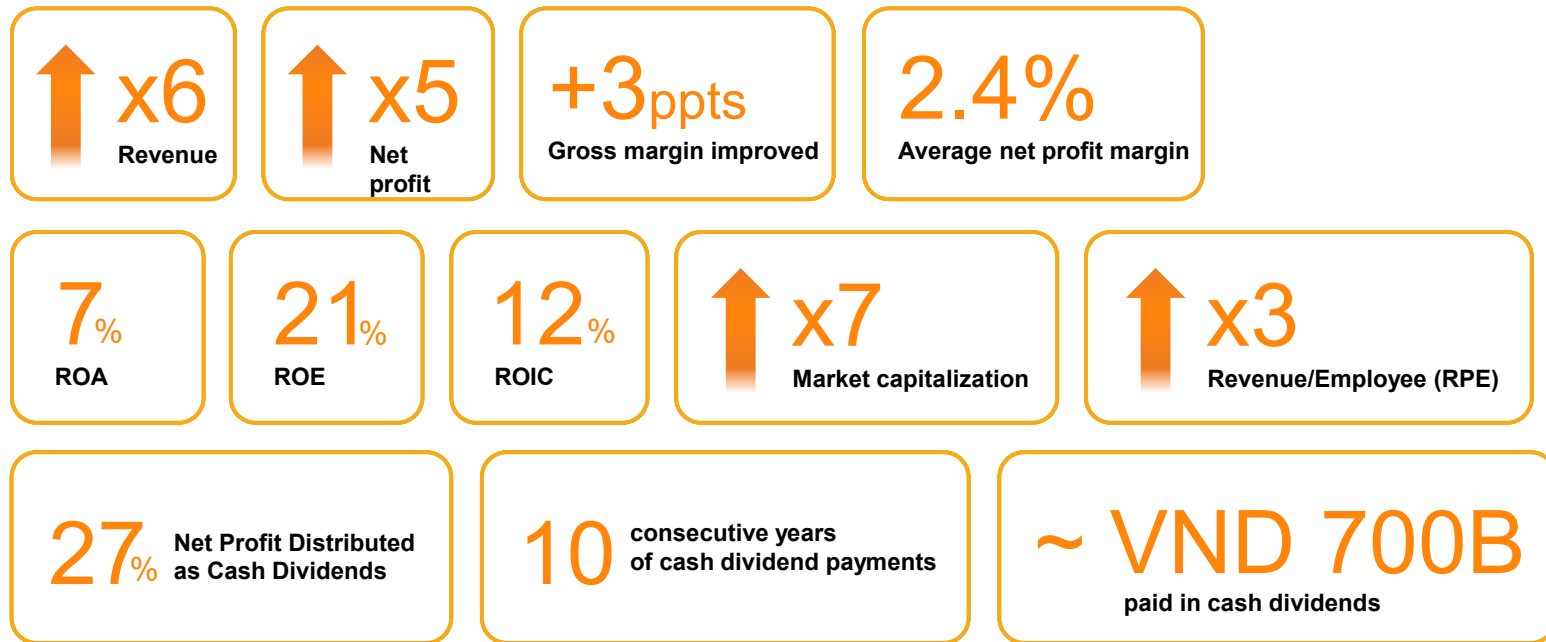 x6
Revenue
x5
Net
profit
+3ppts
Gross margin improved
2.4%
Average net profit margin
7%
ROA
21%
ROE
12%
ROIC
x7
Market capitalization
x3
Revenue/Employee (RPE)
27%
Net Profit Distributed
as Cash Dividends
10
consecutive years
of cash dividend payments
~ VND 700B
paid in cash dividends